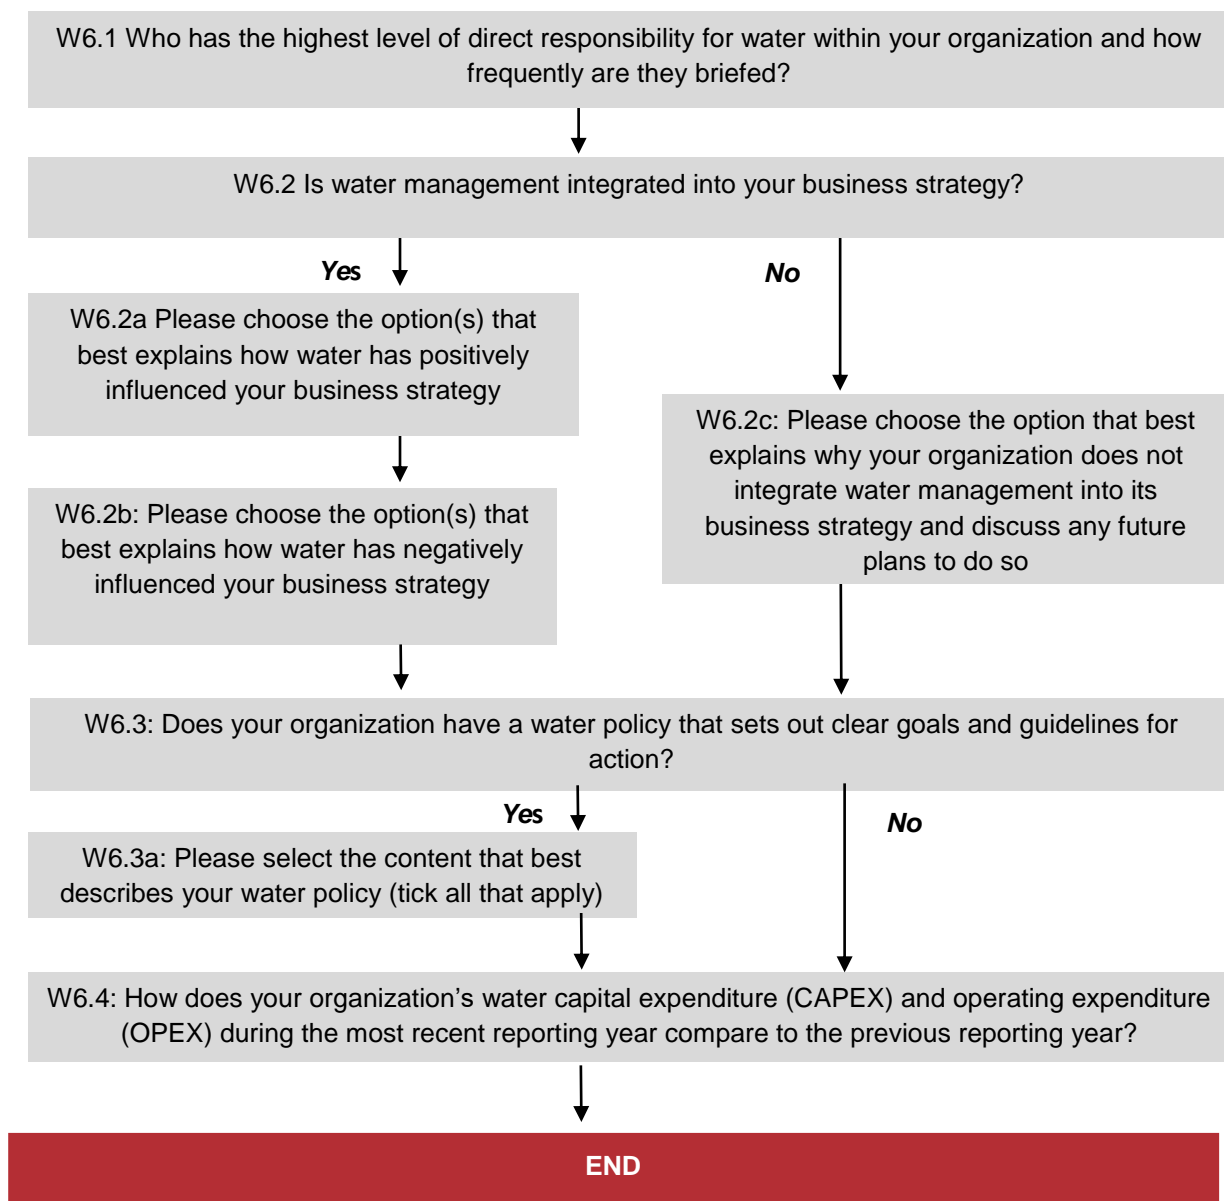 W6.1 Who has the highest level of direct responsibility for water within your organization and how
frequently are they briefed?
W6.2 Is water management integrated into your business strategy?
Yes
No
W6.2a Please choose the option(s) that
best explains how water has positively
influenced your business strategy
W6.2b: Please choose the option(s) that
best explains how water has negatively
influenced your business strategy
W6.2c: Please choose the option that best
explains why your organization does not
integrate water management into its
business strategy and discuss any future
plans to do so
W6.3: Does your organization have a water policy that sets out clear goals and guidelines for
action?
Yes
No
W6.3a: Please select the content that best
describes your water policy (tick all that apply)
W6.4: How does your organization’s water capital expenditure (CAPEX) and operating expenditure
(OPEX) during the most recent reporting year compare to the previous reporting year?
END